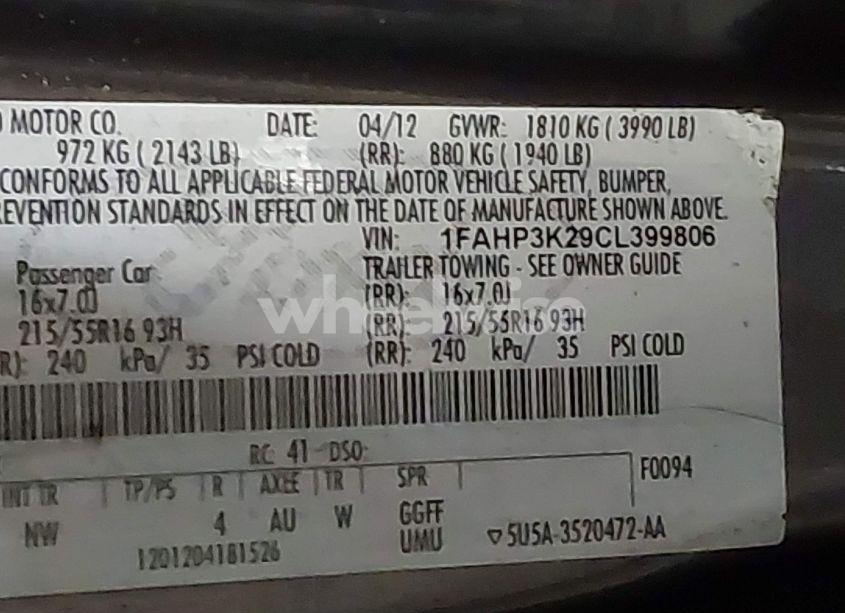 MOTOR CO. DATE: 04/12 GVWR: 1810 KG ( 3990 LB)
972 KG ( 2143 LB) (RR): 880 KG ( 1940 LB)
CONFORMS TO ALL APPLICABLE FEDERAL MOTOR VEHICLE SAFETY, BUMPER,
REVENTION STANDARDS IN EFFECT ON THE DATE OF MANUFACTURE SHOWN ABOVE.
VIN: 1FAHP3K29CL399806
Passenger Car TRAILER TOWING - SEE OWNER GUIDE
16x7.0J (RR): 16x7.0J
215/55R16 93H (RR): 215/55R16 93H
R): 240 kPa/ 35 PSI COLD (RR): 240 kPa/ 35 PSI COLD
RC: 41 DSO:
F0094
INT TR TP/PS R AXLE TR SPR
NW 4 AU W GGFF
UMU
1201204181526
5U5A-3520472-AA